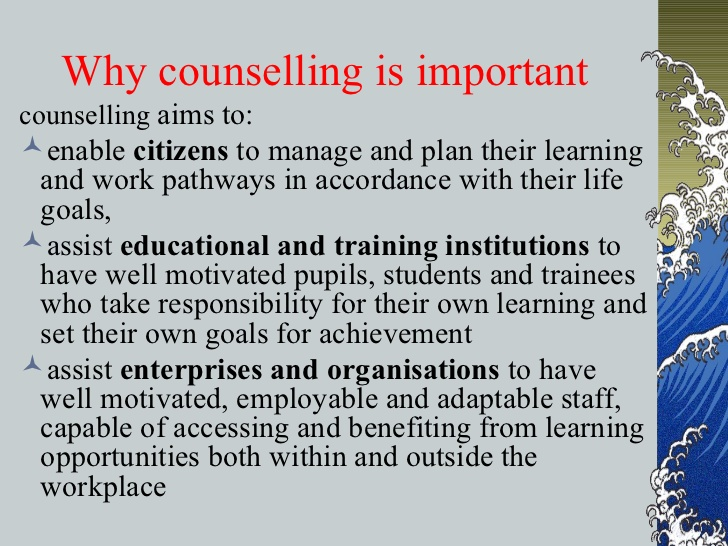 Why counselling is important
counselling aims to:
enable citizens to manage and plan their learning
and work pathways in accordance with their life
goals,
assist educational and training institutions to
have well motivated pupils, students and trainees
who take responsibility for their own learning and
set their own goals for achievement
assist enterprises and organisations to have
well motivated, employable and adaptable staff,
capable of accessing and benefiting from learning
opportunities both within and outside the
workplace